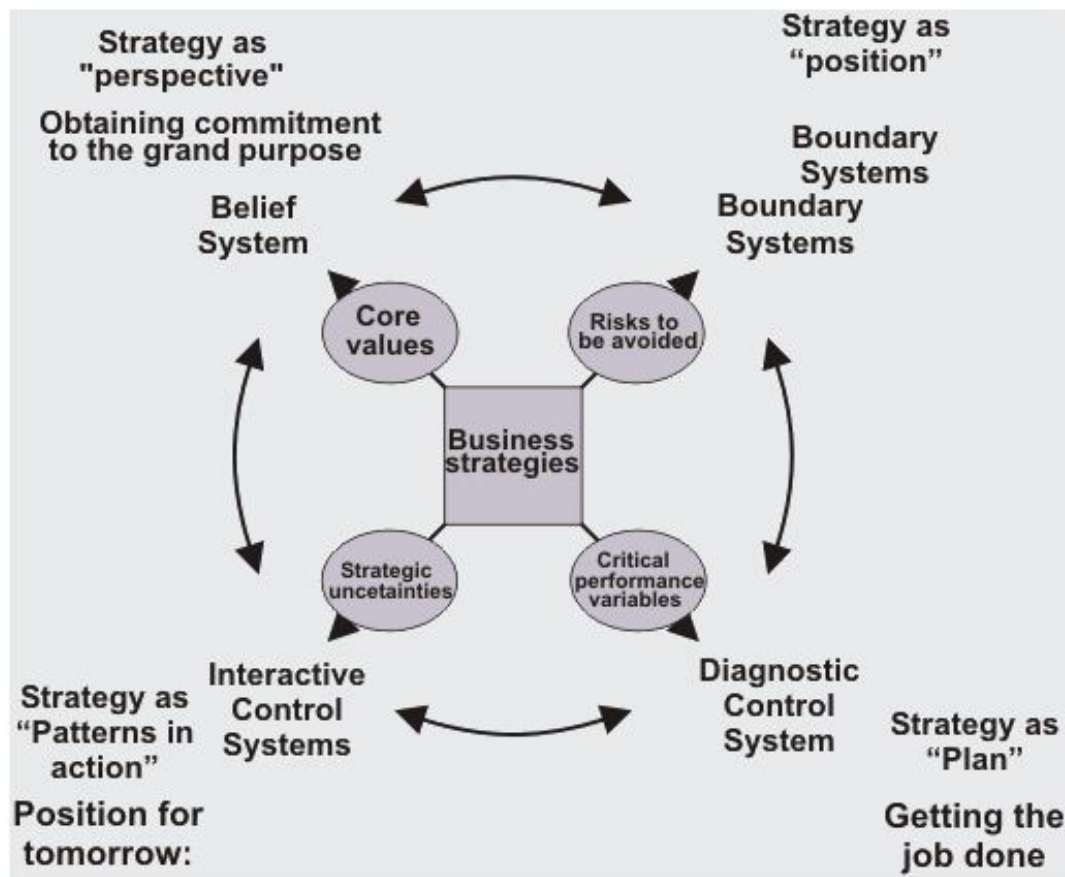 Strategy as
"perspective"
Obtaining commitment
to the grand purpose
Belief
System
Strategy as
“position”
Boundary
Systems
Boundary
Systems
Core
values
Risks to
be avoided
Business
strategies
Strategic
uncetainties
Critical
performance
variables
Interactive
Control
Systems
Diagnostic
Control
System
Strategy as
“Patterns in
action”
Position for
tomorrow:
Strategy as
“Plan”
Getting the
job done